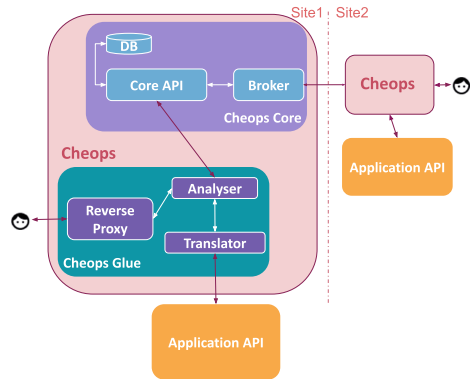 Site1
Site2
DB
Core API
Broker
Cheops Core
Cheops
Application API
Cheops
Analyser
Reverse
Proxy
Translator
Cheops Glue
Application API